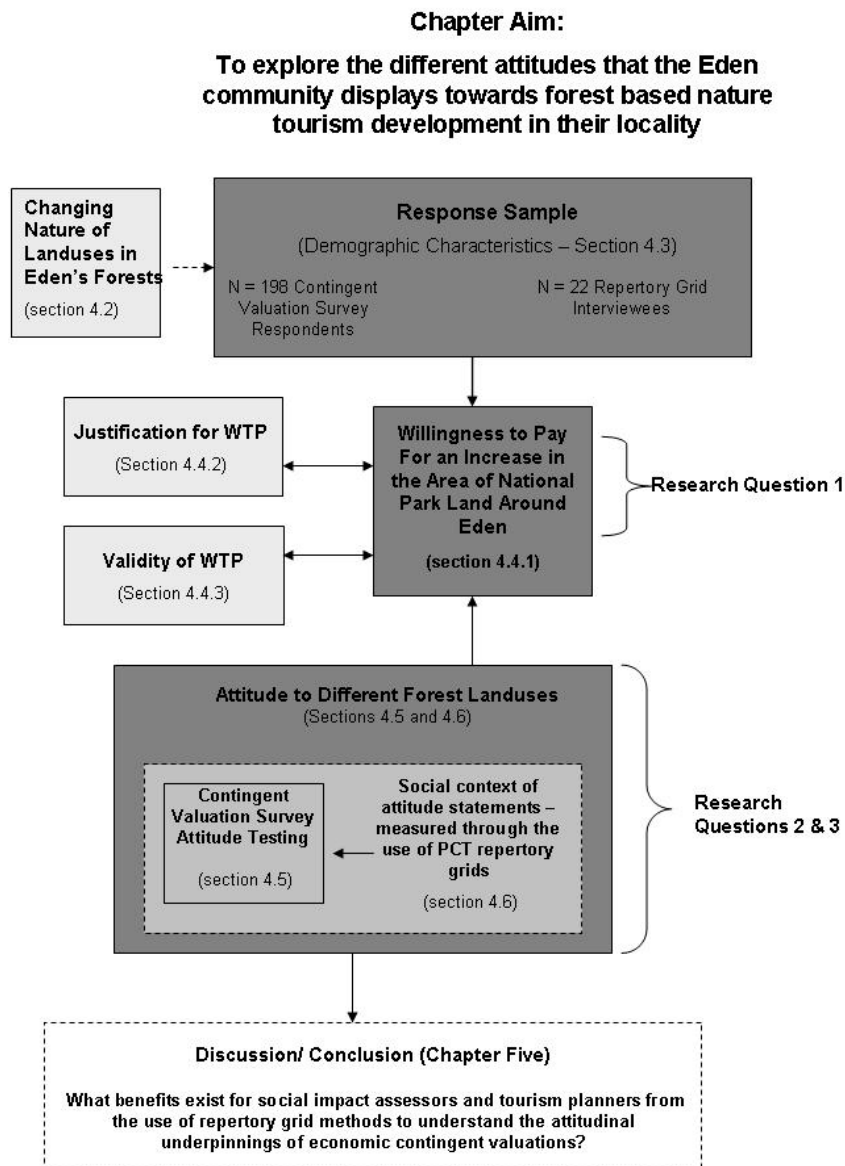 Chapter Aim:
To explore the different attitudes that the Eden
community displays towards forest based nature
tourism development in their locality
Changing
Nature of
Landuses in
Eden's Forests
(section 4.2)
Response Sample
(Demographic Characteristics – Section 4.3)
N = 198 Contingent
Valuation Survey
Respondents
N = 22 Repertory Grid
Interviewees
Justification for WTP
(Section 4.4.2)
Willingness to Pay
For an Increase in
the Area of National
Park Land Around
Eden
(section 4.4.1)
Research Question 1
Validity of WTP
(Section 4.4.3)
Attitude to Different Forest Landuses
(Sections 4.5 and 4.6)
Contingent
Valuation Survey
Attitude Testing
(section 4.5)
Social context of
attitude statements –
measured through the
use of PCT repertory
grids
(section 4.6)
Research
Questions 2 & 3
Discussion/ Conclusion (Chapter Five)
What benefits exist for social impact assessors and tourism planners from
the use of repertory grid methods to understand the attitudinal
underpinnings of economic contingent valuations?